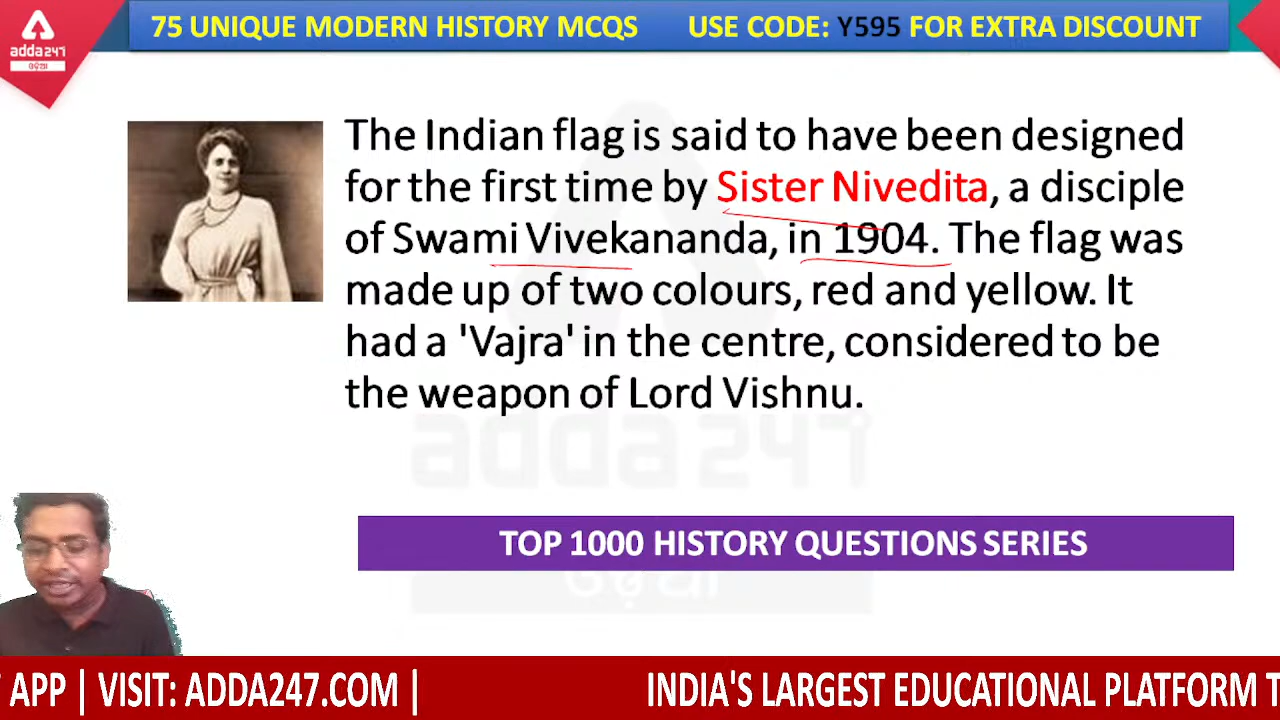 75 UNIQUE MODERN HISTORY MCQS USE CODE: Y595 FOR EXTRA DISCOUNT
adda247
ଓଡ଼ିଆ
The Indian flag is said to have been designed
for the first time by Sister Nivedita, a disciple
of Swami Vivekananda, in 1904. The flag was
made up of two colours, red and yellow. It
had a 'Vajra' in the centre, considered to be
the weapon of Lord Vishnu.
adda247
ଓଡ଼ିଆ
TOP 1000 HISTORY QUESTIONS SERIES
APP | VISIT: ADDA247.COM | INDIA'S LARGEST EDUCATIONAL PLATFORM T